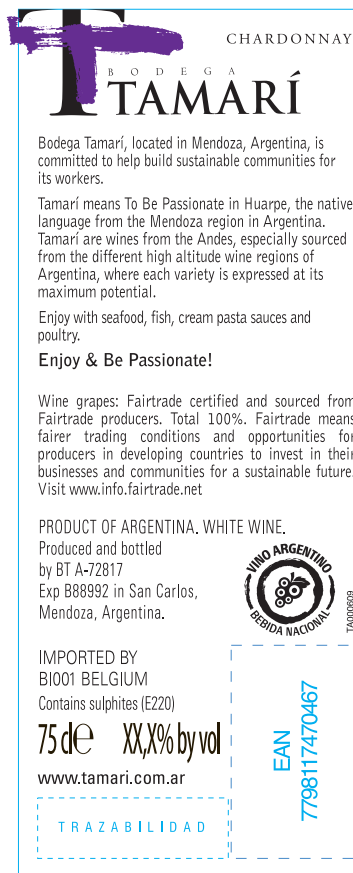 CHARDONNAY
BODEGA
TAMARÍ
Bodega Tamarí, located in Mendoza, Argentina, is
committed to help build sustainable communities for
its workers.
Tamarí means To Be Passionate in Huarpe, the native
language from the Mendoza region in Argentina.
Tamarí are wines from the Andes, especially sourced
from the different high altitude wine regions of
Argentina, where each variety is expressed at its
maximum potential.
Enjoy with seafood, fish, cream pasta sauces and
poultry.
Enjoy & Be Passionate!
Wine grapes: Fairtrade certified and sourced from
Fairtrade producers. Total 100%. Fairtrade means
fairer trading conditions and opportunities for
producers in developing countries to invest in their
businesses and communities for a sustainable future.
Visit www.info.fairtrade.net
PRODUCT OF ARGENTINA. WHITE WINE.
Produced and bottled
by BT A-72817
Exp B88992 in San Carlos,
Mendoza, Argentina.
VINO ARGENTINO
BEBIDA NACIONAL
TA000609
IMPORTED BY
BI001 BELGIUM
Contains sulphites (E220)
75 cl℮ XX,X% by vol
www.tamari.com.ar
EAN
7798117470467
TRAZABILIDAD